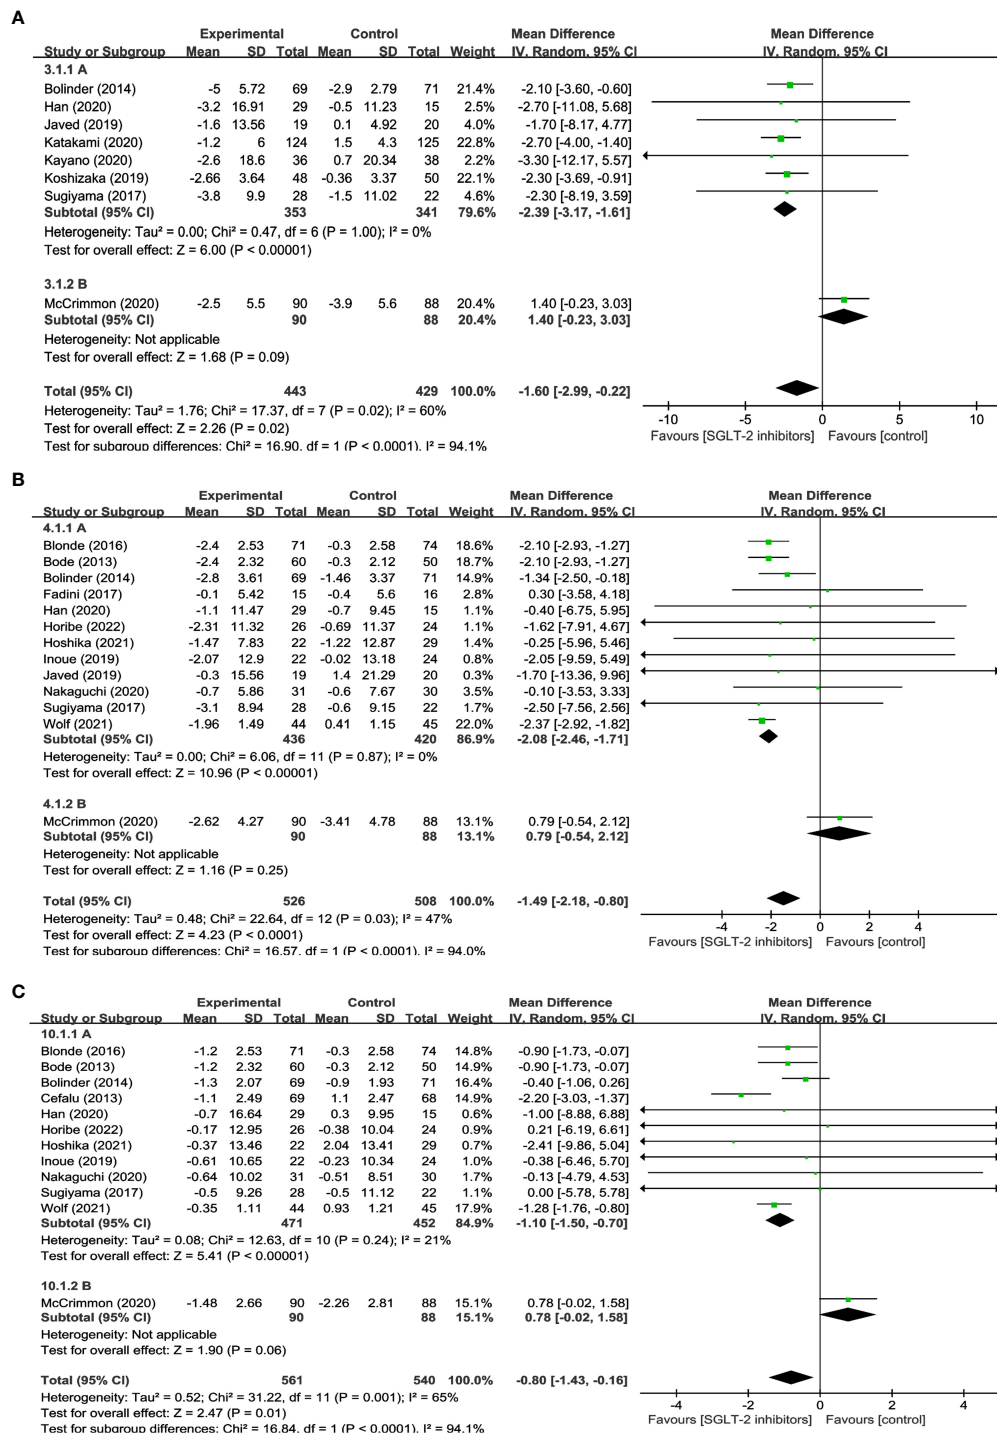 A
Experimental Control Mean Difference Mean Difference
Study or Subgroup Mean SD Total Mean SD Total Weight IV. Random. 95% CI IV. Random. 95% CI
3.1.1 A
Bolinder (2014) -5 5.72 69 -2.9 2.79 71 21.4% -2.10 [-3.60, -0.60]
Han (2020) -3.2 16.91 29 -0.5 11.23 15 2.5% -2.70 [-11.08, 5.68]
Javed (2019) -1.6 13.56 19 0.1 4.92 20 4.0% -1.70 [-8.17, 4.77]
Katakami (2020) -1.2 6 124 1.5 4.3 125 22.8% -2.70 [-4.00, -1.40]
Kayano (2020) -2.6 18.6 36 0.7 20.34 38 2.2% -3.30 [-12.17, 5.57]
Koshizaka (2019) -2.66 3.64 48 -0.36 3.37 50 22.1% -2.30 [-3.69, -0.91]
Sugiyama (2017) -3.8 9.9 28 -1.5 11.02 22 4.6% -2.30 [-8.19, 3.59]
Subtotal (95% CI) 353 341 79.6% -2.39 [-3.17, -1.61]
Heterogeneity: Tau² = 0.00; Chi² = 0.47, df = 6 (P = 1.00); I² = 0%
Test for overall effect: Z = 6.00 (P < 0.00001)
3.1.2 B
McCrimmon (2020) -2.5 5.5 90 -3.9 5.6 88 20.4% 1.40 [-0.23, 3.03]
Subtotal (95% CI) 90 88 20.4% 1.40 [-0.23, 3.03]
Heterogeneity: Not applicable
Test for overall effect: Z = 1.68 (P = 0.09)
Total (95% CI) 443 429 100.0% -1.60 [-2.99, -0.22]
Heterogeneity: Tau² = 1.76; Chi² = 17.37, df = 7 (P = 0.02); I² = 60%
Test for overall effect: Z = 2.26 (P = 0.02)
Test for subgroup differences: Chi² = 16.90. df = 1 (P < 0.0001). I² = 94.1%
-10 -5 0 5 10
Favours [SGLT-2 inhibitors] Favours [control]
B
Experimental Control Mean Difference Mean Difference
Study or Subgroup Mean SD Total Mean SD Total Weight IV. Random. 95% CI IV. Random. 95% CI
4.1.1 A
Blonde (2016) -2.4 2.53 71 -0.3 2.58 74 18.6% -2.10 [-2.93, -1.27]
Bode (2013) -2.4 2.32 60 -0.3 2.12 50 18.7% -2.10 [-2.93, -1.27]
Bolinder (2014) -2.8 3.61 69 -1.46 3.37 71 14.9% -1.34 [-2.50, -0.18]
Fadini (2017) -0.1 5.42 15 -0.4 5.6 16 2.8% 0.30 [-3.58, 4.18]
Han (2020) -1.1 11.47 29 -0.7 9.45 15 1.1% -0.40 [-6.75, 5.95]
Horibe (2022) -2.31 11.32 26 -0.69 11.37 24 1.1% -1.62 [-7.91, 4.67]
Hoshika (2021) -1.47 7.83 22 -1.22 12.87 29 1.4% -0.25 [-5.96, 5.46]
Inoue (2019) -2.07 12.9 22 -0.02 13.18 24 0.8% -2.05 [-9.59, 5.49]
Javed (2019) -0.3 15.56 19 1.4 21.29 20 0.3% -1.70 [-13.36, 9.96]
Nakaguchi (2020) -0.7 5.86 31 -0.6 7.67 30 3.5% -0.10 [-3.53, 3.33]
Sugiyama (2017) -3.1 8.94 28 -0.6 9.15 22 1.7% -2.50 [-7.56, 2.56]
Wolf (2021) -1.96 1.49 44 0.41 1.15 45 22.0% -2.37 [-2.92, -1.82]
Subtotal (95% CI) 436 420 86.9% -2.08 [-2.46, -1.71]
Heterogeneity: Tau² = 0.00; Chi² = 6.06, df = 11 (P = 0.87); I² = 0%
Test for overall effect: Z = 10.96 (P < 0.00001)
4.1.2 B
McCrimmon (2020) -2.62 4.27 90 -3.41 4.78 88 13.1% 0.79 [-0.54, 2.12]
Subtotal (95% CI) 90 88 13.1% 0.79 [-0.54, 2.12]
Heterogeneity: Not applicable
Test for overall effect: Z = 1.16 (P = 0.25)
Total (95% CI) 526 508 100.0% -1.49 [-2.18, -0.80]
Heterogeneity: Tau² = 0.48; Chi² = 22.64, df = 12 (P = 0.03); I² = 47%
Test for overall effect: Z = 4.23 (P < 0.0001)
Test for subgroup differences: Chi² = 16.57. df = 1 (P < 0.0001). I² = 94.0%
-4 -2 0 2 4
Favours [SGLT-2 inhibitors] Favours [control]
C
Experimental Control Mean Difference Mean Difference
Study or Subgroup Mean SD Total Mean SD Total Weight IV. Random. 95% CI IV. Random. 95% CI
10.1.1 A
Blonde (2016) -1.2 2.53 71 -0.3 2.58 74 14.8% -0.90 [-1.73, -0.07]
Bode (2013) -1.2 2.32 60 -0.3 2.12 50 14.9% -0.90 [-1.73, -0.07]
Bolinder (2014) -1.3 2.07 69 -0.9 1.93 71 16.4% -0.40 [-1.06, 0.26]
Cefalu (2013) -1.1 2.49 69 1.1 2.47 68 14.9% -2.20 [-3.03, -1.37]
Han (2020) -0.7 16.64 29 0.3 9.95 15 0.6% -1.00 [-8.88, 6.88]
Horibe (2022) -0.17 12.95 26 -0.38 10.04 24 0.9% 0.21 [-6.19, 6.61]
Hoshika (2021) -0.37 13.46 22 2.04 13.41 29 0.7% -2.41 [-9.86, 5.04]
Inoue (2019) -0.61 10.65 22 -0.23 10.34 24 1.0% -0.38 [-6.46, 5.70]
Nakaguchi (2020) -0.64 10.02 31 -0.51 8.51 30 1.7% -0.13 [-4.79, 4.53]
Sugiyama (2017) -0.5 9.26 28 -0.5 11.12 22 1.1% 0.00 [-5.78, 5.78]
Wolf (2021) -0.35 1.11 44 0.93 1.21 45 17.9% -1.28 [-1.76, -0.80]
Subtotal (95% CI) 471 452 84.9% -1.10 [-1.50, -0.70]
Heterogeneity: Tau² = 0.08; Chi² = 12.63, df = 10 (P = 0.24); I² = 21%
Test for overall effect: Z = 5.41 (P < 0.00001)
10.1.2 B
McCrimmon (2020) -1.48 2.66 90 -2.26 2.81 88 15.1% 0.78 [-0.02, 1.58]
Subtotal (95% CI) 90 88 15.1% 0.78 [-0.02, 1.58]
Heterogeneity: Not applicable
Test for overall effect: Z = 1.90 (P = 0.06)
Total (95% CI) 561 540 100.0% -0.80 [-1.43, -0.16]
Heterogeneity: Tau² = 0.52; Chi² = 31.22, df = 11 (P = 0.001); I² = 65%
Test for overall effect: Z = 2.47 (P = 0.01)
Test for subgroup differences: Chi² = 16.84. df = 1 (P < 0.0001). I² = 94.1%
-4 -2 0 2 4
Favours [SGLT-2 inhibitors] Favours [control]